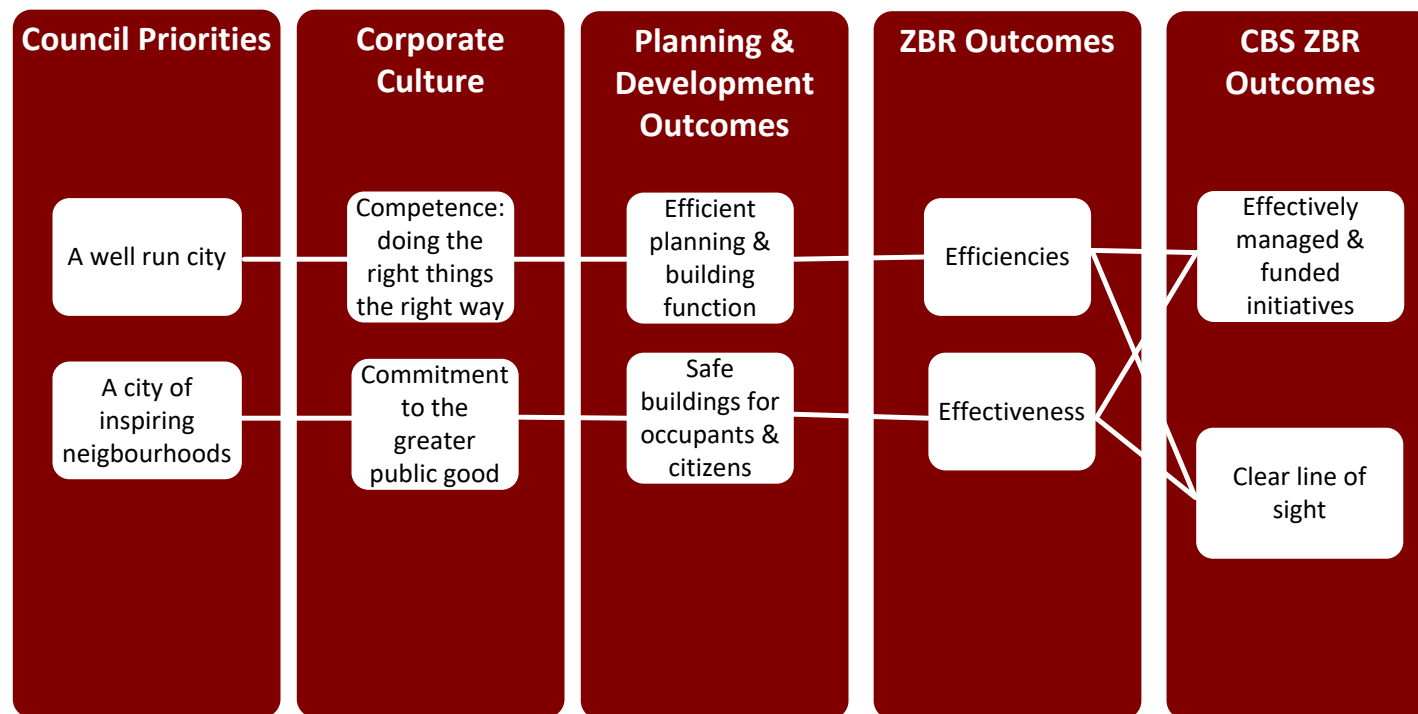 Council Priorities
Corporate
Culture
Planning &
Development
Outcomes
ZBR Outcomes
CBS ZBR
Outcomes
A well run city
Competence:
doing the
right things
the right way
Efficient
planning &
building
function
Efficiencies
Effectively
managed &
funded
initiatives
A city of
inspiring
neigbourhoods
Commitment
to the
greater
public good
Safe
buildings for
occupants &
citizens
Effectiveness
Clear line of
sight